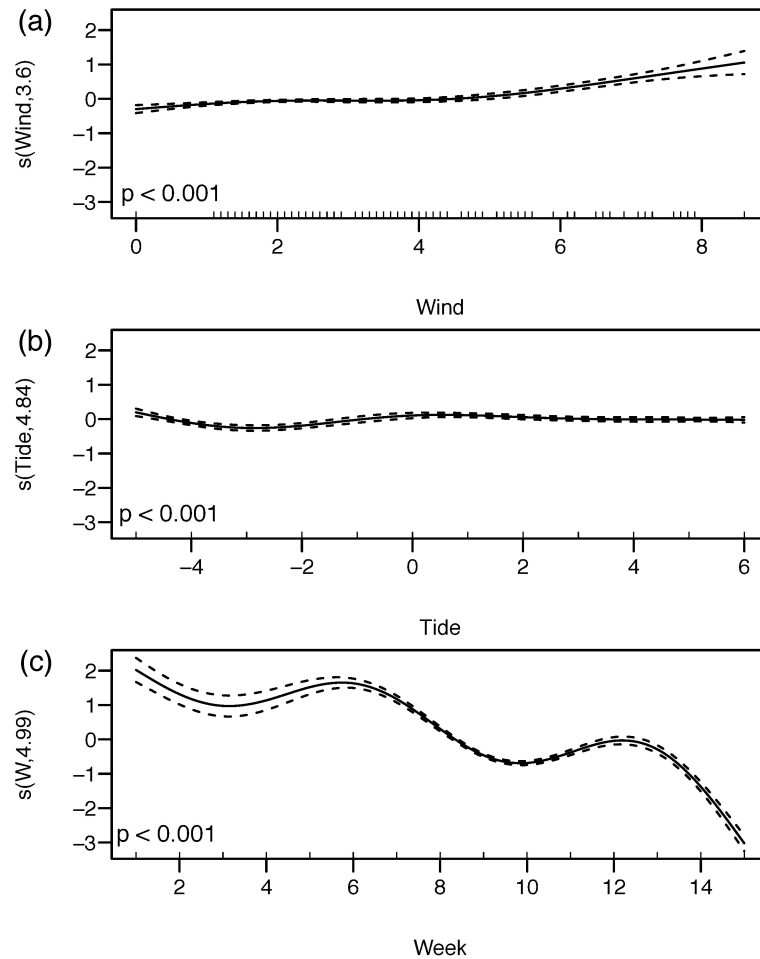 (a)
s(Wind,3.6)
2
1
0
−1
−2
−3
p < 0.001
0 2 4 6 8
Wind
(b)
s(Tide,4.84)
2
1
0
−1
−2
−3
p < 0.001
−4 −2 0 2 4 6
Tide
(c)
s(W,4.99)
2
1
0
−1
−2
−3
p < 0.001
2 4 6 8 10 12 14
Week